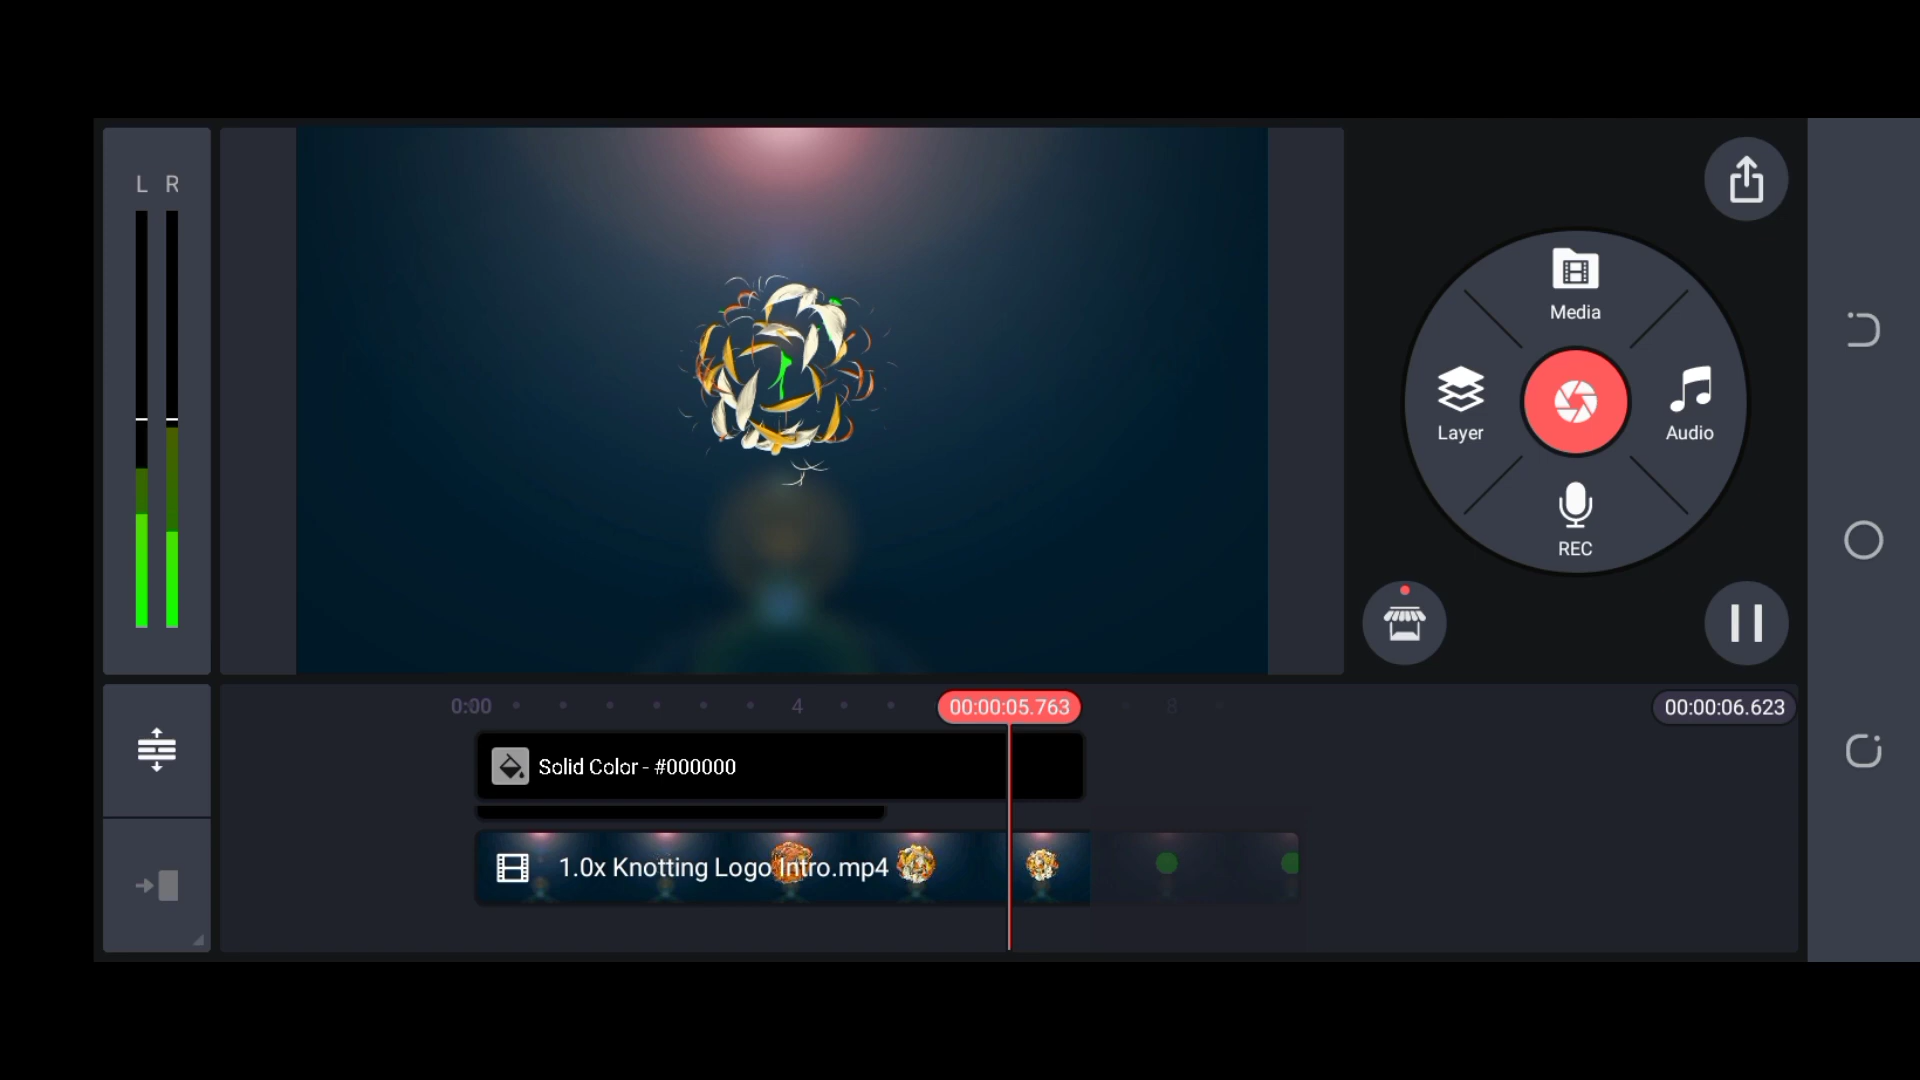 L R
Media
Layer
Audio
REC
0:00
4
00:00:05.763
8
00:00:06.623
Solid Color - #000000
1.0x Knotting Logo Intro.mp4